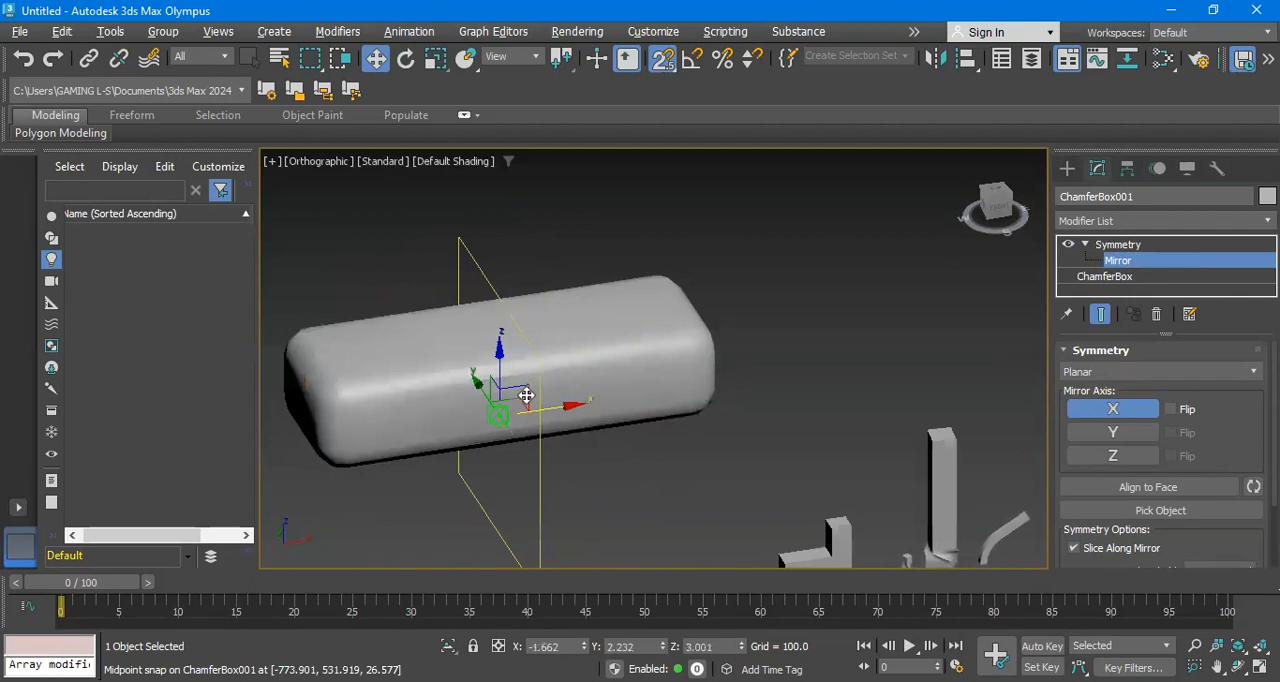 Untitled - Autodesk 3ds Max Olympus
File Edit Tools Group Views Create Modifiers Animation Graph Editors Rendering Customize Scripting Substance Sign In Workspaces: Default
All View Create Selection Set
C:\Users\GAMING L-S\Documents\3ds Max 2024
Modeling Freeform Selection Object Paint Populate
Polygon Modeling
Select Display Edit Customize
Name (Sorted Ascending)
[+] [Orthographic ] [Standard ] [Default Shading ]
ChamferBox001
Modifier List
Symmetry
Mirror
ChamferBox
Symmetry
Planar
Mirror Axis:
X Flip
Y Flip
Z Flip
Align to Face
Pick Object
Symmetry Options:
Slice Along Mirror
z
y
x
z
FRONT
Default
0 / 100
0 5 10 15 20 25 30 35 40 45 50 55 60 65 70 75 80 85 90 95 100
1 Object Selected X: -1.662 Y: 2.232 Z: 3.001 Grid = 100.0 Auto Key Selected
Array modifi
Midpoint snap on ChamferBox001 at [-773.901, 531.919, 26.577] Enabled: 0 Add Time Tag 0 Set Key Key Filters...